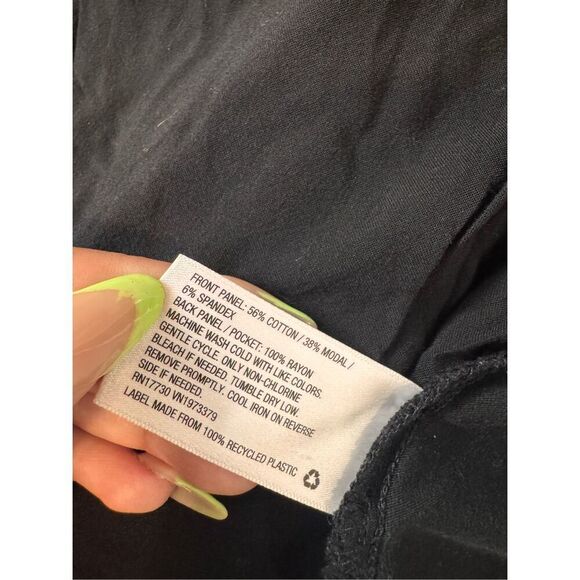 FRONT PANEL: 56% COTTON / 38% MODAL /
6% SPANDEX
BACK PANEL / POCKET: 100% RAYON
MACHINE WASH COLD WITH LIKE COLORS.
GENTLE CYCLE. ONLY NON-CHLORINE
BLEACH IF NEEDED. TUMBLE DRY LOW.
REMOVE PROMPTLY. COOL IRON ON REVERSE
SIDE IF NEEDED.
RN17730 VN1973379
LABEL MADE FROM 100% RECYCLED PLASTIC